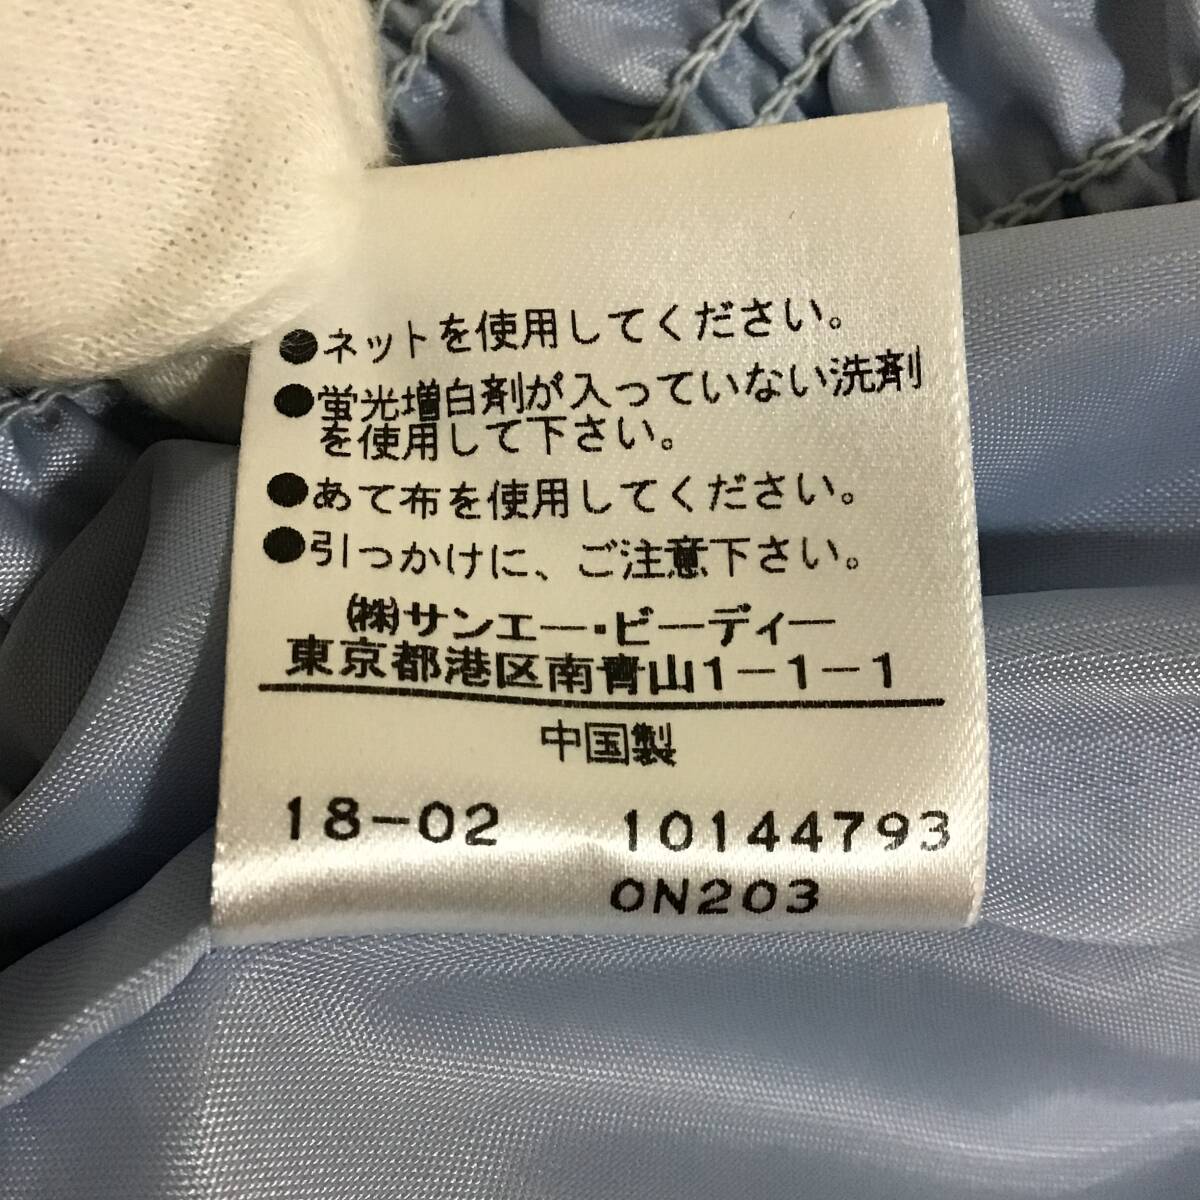 ●ネットを使用してください。
●蛍光増白剤が入っていない洗剤
を使用して下さい。
●あて布を使用してください。
●引つかけに、ご注意下さい。
(株)サンエー・ビーディー
東京都港区南青山1-1-1
中国製
18-02 10144793
0N203